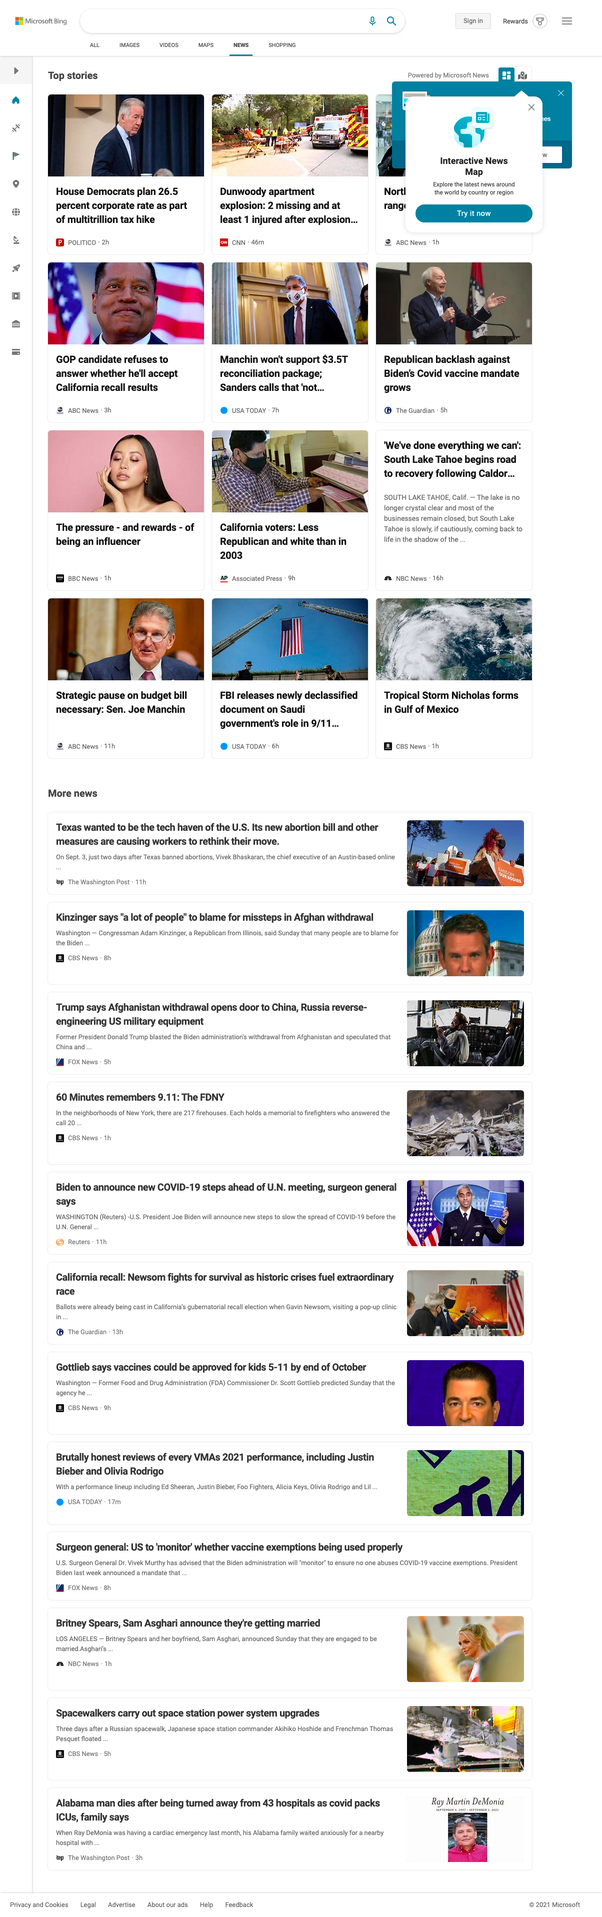 Microsoft Bing
Sign in
Rewards
ALL
IMAGES
VIDEOS
MAPS
NEWS
SHOPPING
Top stories
Powered by Microsoft News
Interactive News
Map
Explore the latest news around
the world by country or region
Try it now
House Democrats plan 26.5
percent corporate rate as part
of multitrillion tax hike
POLITICO · 2h
Dunwoody apartment
explosion: 2 missing and at
least 1 injured after explosion...
CNN · 46m
ABC News · 1h
GOP candidate refuses to
answer whether he'll accept
California recall results
ABC News · 3h
Manchin won't support $3.5T
reconciliation package;
Sanders calls that 'not...
USA TODAY · 7h
Republican backlash against
Biden's Covid vaccine mandate
grows
The Guardian · 5h
The pressure - and rewards - of
being an influencer
BBC News · 1h
California voters: Less
Republican and white than in
2003
Associated Press · 9h
'We've done everything we can':
South Lake Tahoe begins road
to recovery following Caldor...
SOUTH LAKE TAHOE, Calif. — The lake is no
longer crystal clear and most of the
businesses remain closed, but South Lake
Tahoe is slowly, if cautiously, coming back to
life in the shadow of the ...
NBC News · 16h
Strategic pause on budget bill
necessary: Sen. Joe Manchin
ABC News · 11h
FBI releases newly declassified
document on Saudi
government's role in 9/11...
USA TODAY · 6h
Tropical Storm Nicholas forms
in Gulf of Mexico
CBS News · 1h
More news
Texas wanted to be the tech haven of the U.S. Its new abortion bill and other
measures are causing workers to rethink their move.
On Sept. 3, just two days after Texas banned abortions, Vivek Bhaskaran, the chief executive of an Austin-based online
...
The Washington Post · 11h
Kinzinger says "a lot of people" to blame for missteps in Afghan withdrawal
Washington — Congressman Adam Kinzinger, a Republican from Illinois, said Sunday that many people are to blame for
the Biden ...
CBS News · 8h
Trump says Afghanistan withdrawal opens door to China, Russia reverse-
engineering US military equipment
Former President Donald Trump blasted the Biden administration's withdrawal from Afghanistan and speculated that
China and ...
FOX News · 5h
60 Minutes remembers 9.11: The FDNY
In the neighborhoods of New York, there are 217 firehouses. Each holds a memorial to firefighters who answered the
call 20 ...
CBS News · 1h
Biden to announce new COVID-19 steps ahead of U.N. meeting, surgeon general
says
WASHINGTON (Reuters) -U.S. President Joe Biden will announce new steps to slow the spread of COVID-19 before the
U.N. General ...
Reuters · 11h
California recall: Newsom fights for survival as historic crises fuel extraordinary
race
Ballots were already being cast in California's gubernatorial recall election when Gavin Newsom, visiting a pop-up clinic
in ...
The Guardian · 13h
Gottlieb says vaccines could be approved for kids 5-11 by end of October
Washington — Former Food and Drug Administration (FDA) Commissioner Dr. Scott Gottlieb predicted Sunday that the
agency he ...
CBS News · 9h
Brutally honest reviews of every VMAs 2021 performance, including Justin
Bieber and Olivia Rodrigo
With a performance lineup including Ed Sheeran, Justin Bieber, Foo Fighters, Alicia Keys, Olivia Rodrigo and Lil ...
USA TODAY · 17m
Surgeon general: US to 'monitor' whether vaccine exemptions being used properly
U.S. Surgeon General Dr. Vivek Murthy has advised that the Biden administration will "monitor" to ensure no one abuses COVID-19 vaccine exemptions. President
Biden last week announced a mandate that ...
FOX News · 8h
Britney Spears, Sam Asghari announce they're getting married
LOS ANGELES — Britney Spears and her boyfriend, Sam Asghari, announced Sunday that they are engaged to be
married.Asghari's ...
NBC News · 1h
Spacewalkers carry out space station power system upgrades
Three days after a Russian spacewalk, Japanese space station commander Akihiko Hoshide and Frenchman Thomas
Pesquet floated ...
CBS News · 5h
Alabama man dies after being turned away from 43 hospitals as covid packs
ICUs, family says
When Ray DeMonia was having a cardiac emergency last month, his Alabama family waited anxiously for a nearby
hospital with ...
The Washington Post · 3h
Ray Martin DeMonia
Privacy and Cookies
Legal
Advertise
About our ads
Help
Feedback
© 2021 Microsoft